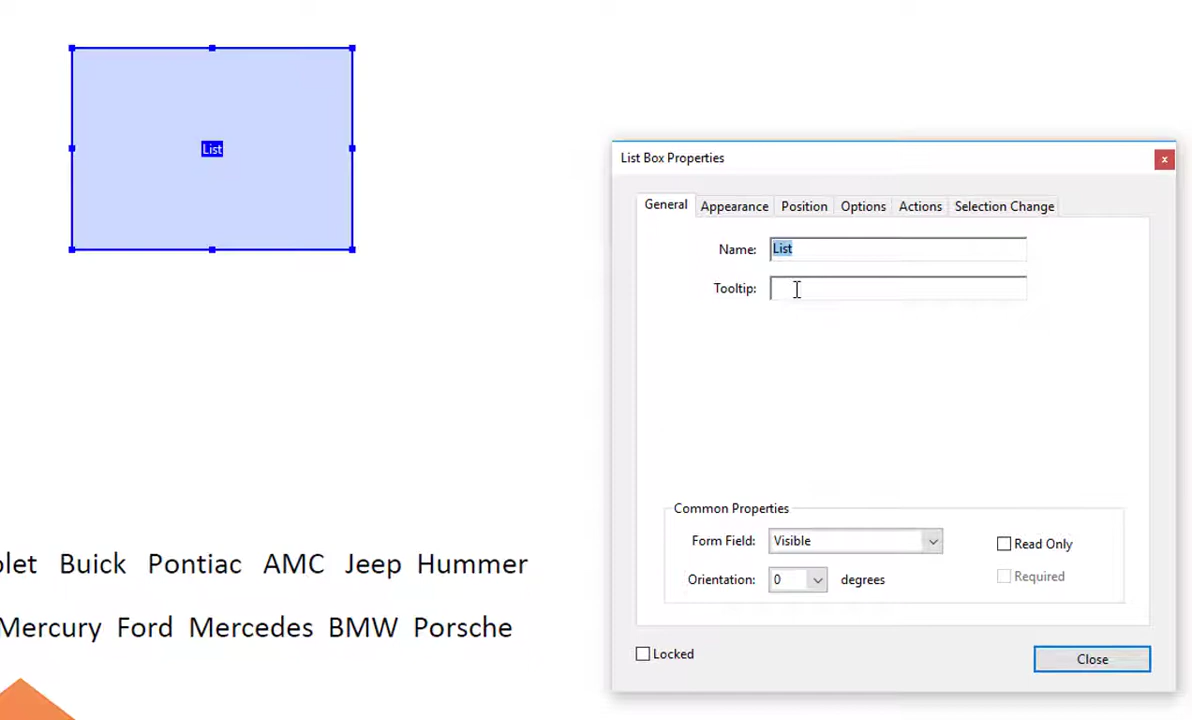 List
List Box Properties
x
General Appearance Position Options Actions Selection Change
Name: List
Tooltip:
Common Properties
Form Field: Visible
Read Only
Orientation: 0 degrees
Required
Locked
Close
olet Buick Pontiac AMC Jeep Hummer
Mercury Ford Mercedes BMW Porsche